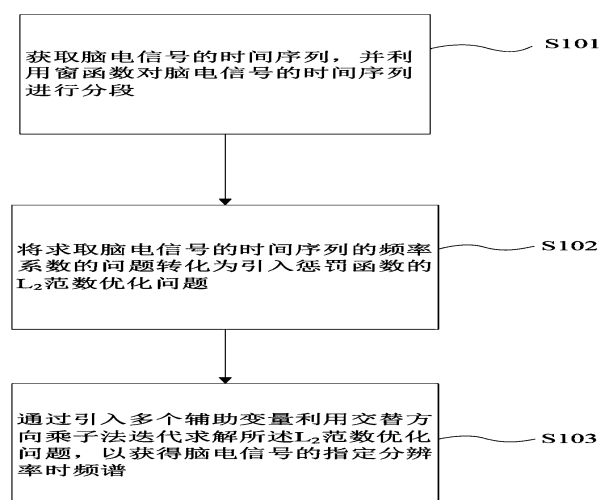 获取脑电信号的时间序列，并利
用窗函数对脑电信号的时间序列
进行分段
S101
将求取脑电信号的时间序列的频率
系数的问题转化为引入惩罚函数的
L₂范数优化问题
S102
通过引入多个辅助变量利用交替方
向乘子法迭代求解所述L₂范数优化
问题，以获得脑电信号的指定分辨
率时频谱
S103